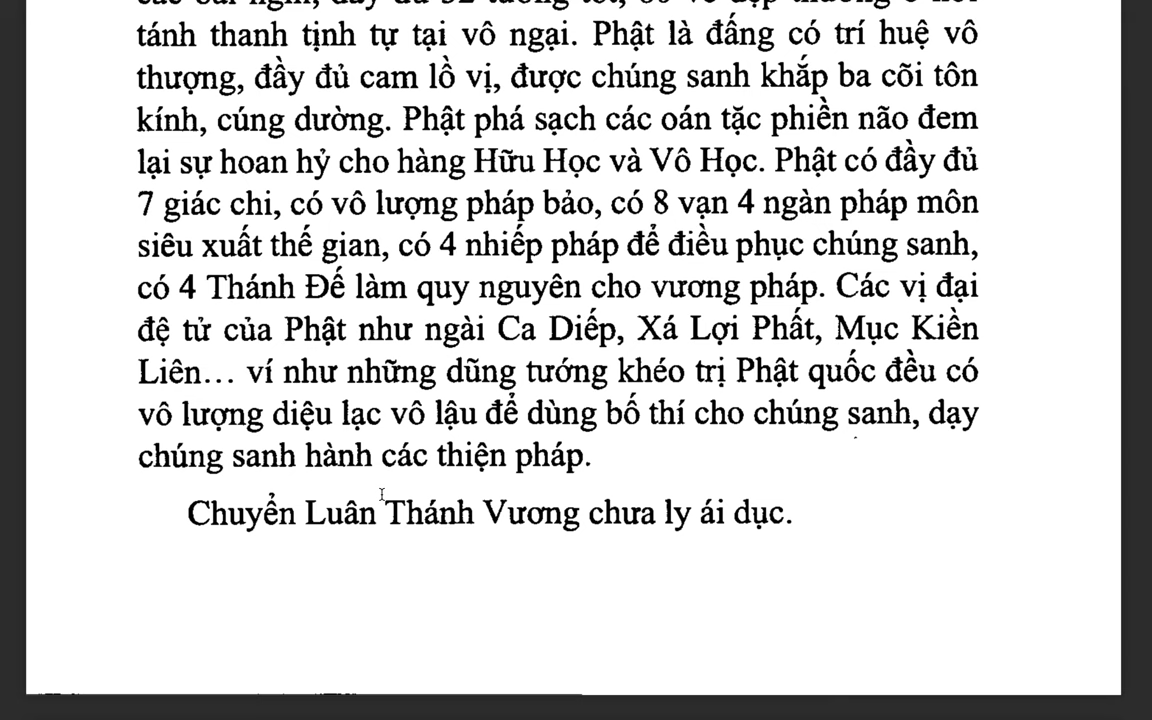 tánh thanh tịnh tự tại vô ngại. Phật là đấng có trí huệ vô
thượng, đầy đủ cam lồ vị, được chúng sanh khắp ba cõi tôn
kính, cúng dường. Phật phá sạch các oán tặc phiền não đem
lại sự hoan hỷ cho hàng Hữu Học và Vô Học. Phật có đầy đủ
7 giác chi, có vô lượng pháp bảo, có 8 vạn 4 ngàn pháp môn
siêu xuất thế gian, có 4 nhiếp pháp để điều phục chúng sanh,
có 4 Thánh Đế làm quy nguyên cho vương pháp. Các vị đại
đệ tử của Phật như ngài Ca Diếp, Xá Lợi Phất, Mục Kiền
Liên... ví như những dũng tướng khéo trị Phật quốc đều có
vô lượng diệu lạc vô lậu để dùng bố thí cho chúng sanh, dạy
chúng sanh hành các thiện pháp.
Chuyển Luân Thánh Vương chưa ly ái dục.